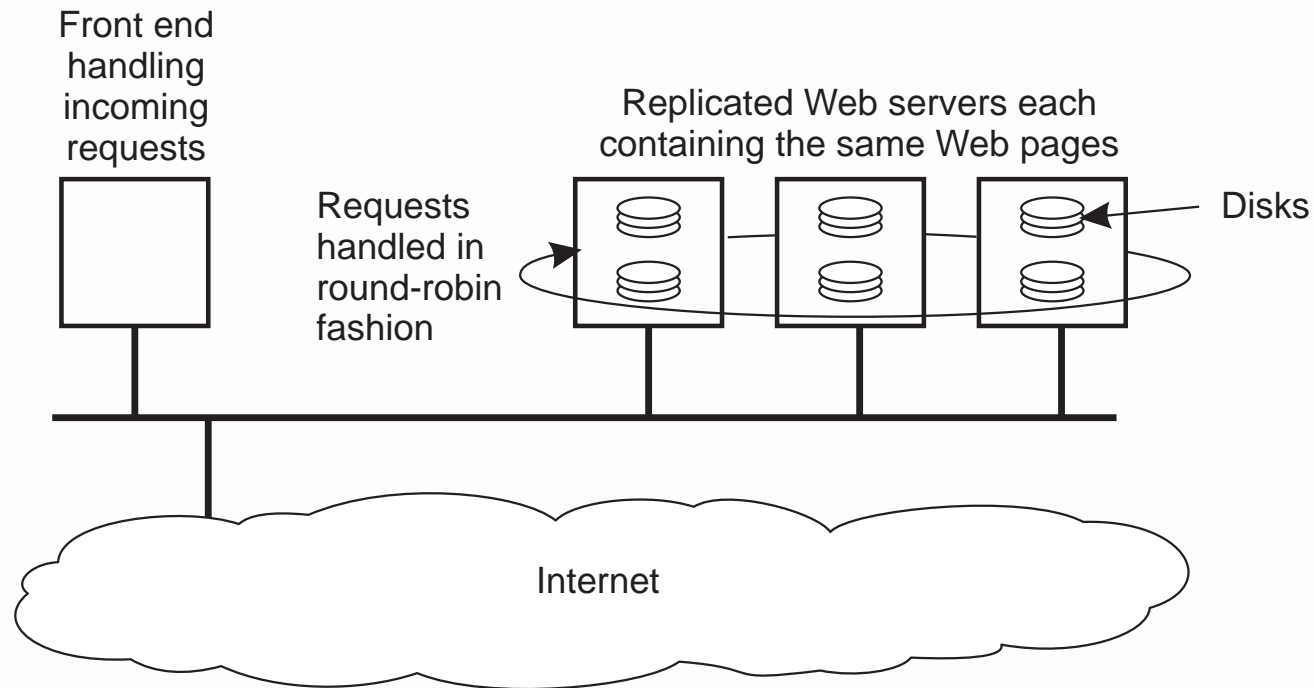 Front end
handling
incoming
requests
Replicated Web servers each
containing the same Web pages
Requests
handled in
round-robin
fashion
Disks
Internet